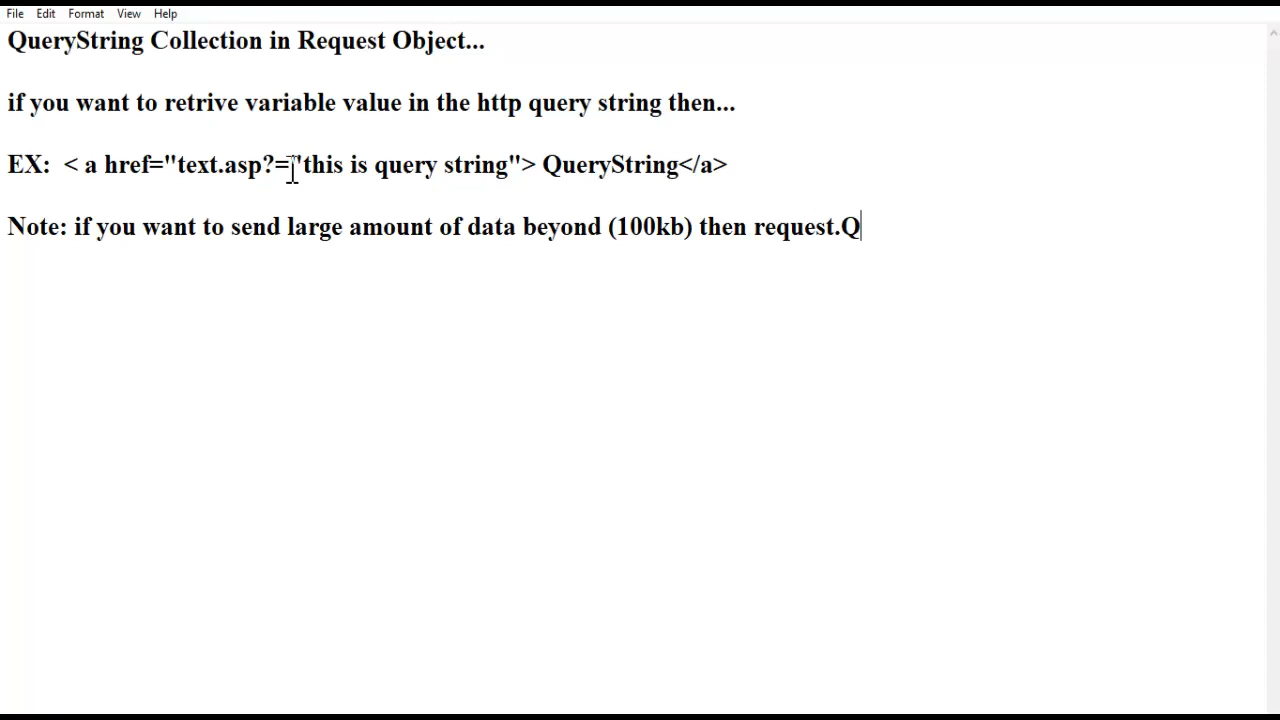 File Edit Format View Help
QueryString Collection in Request Object...
if you want to retrive variable value in the http query string then...
EX: < a href="text.asp?="this is query string"> QueryString</a>
Note: if you want to send large amount of data beyond (100kb) then request.Q